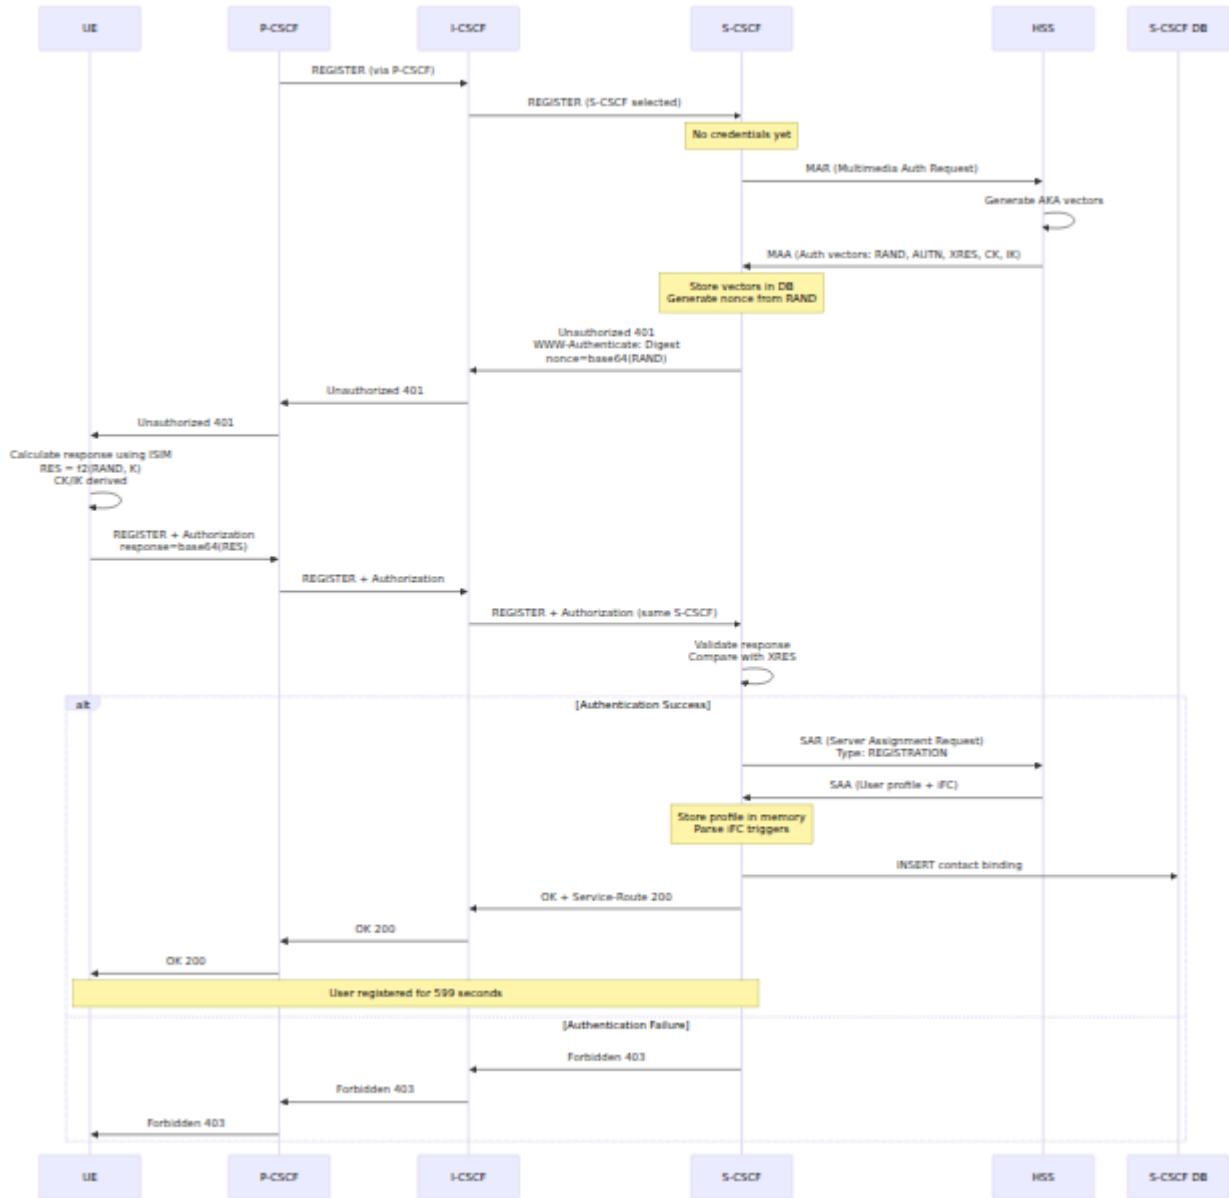 UE P-CSCF I-CSCF S-CSCF HSS S-CSCF DB
REGISTER (via P-CSCF)
REGISTER (S-CSCF selected)
No credentials yet
MAR (Multimedia Auth Request)
Generate AKA vectors
MAA (Auth vectors: RAND, AUTN, XRES, CK, IK)
Store vectors in DB
Generate nonce from RAND
Unauthorized 401
WWW-Authenticate: Digest
nonce=base64(RAND)
Unauthorized 401
Unauthorized 401
Calculate response using ISIM
RES = f2(RAND, K)
CK/IK derived
REGISTER + Authorization
response=base64(RES)
REGISTER + Authorization
REGISTER + Authorization (same S-CSCF)
Validate response
Compare with XRES
alt [Authentication Success]
SAR (Server Assignment Request)
Type: REGISTRATION
SAA (User profile + iFC)
Store profile in memory
Parse iFC triggers
INSERT contact binding
OK + Service-Route 200
OK 200
OK 200
User registered for 599 seconds
[Authentication Failure]
Forbidden 403
Forbidden 403
Forbidden 403
UE P-CSCF I-CSCF S-CSCF HSS S-CSCF DB